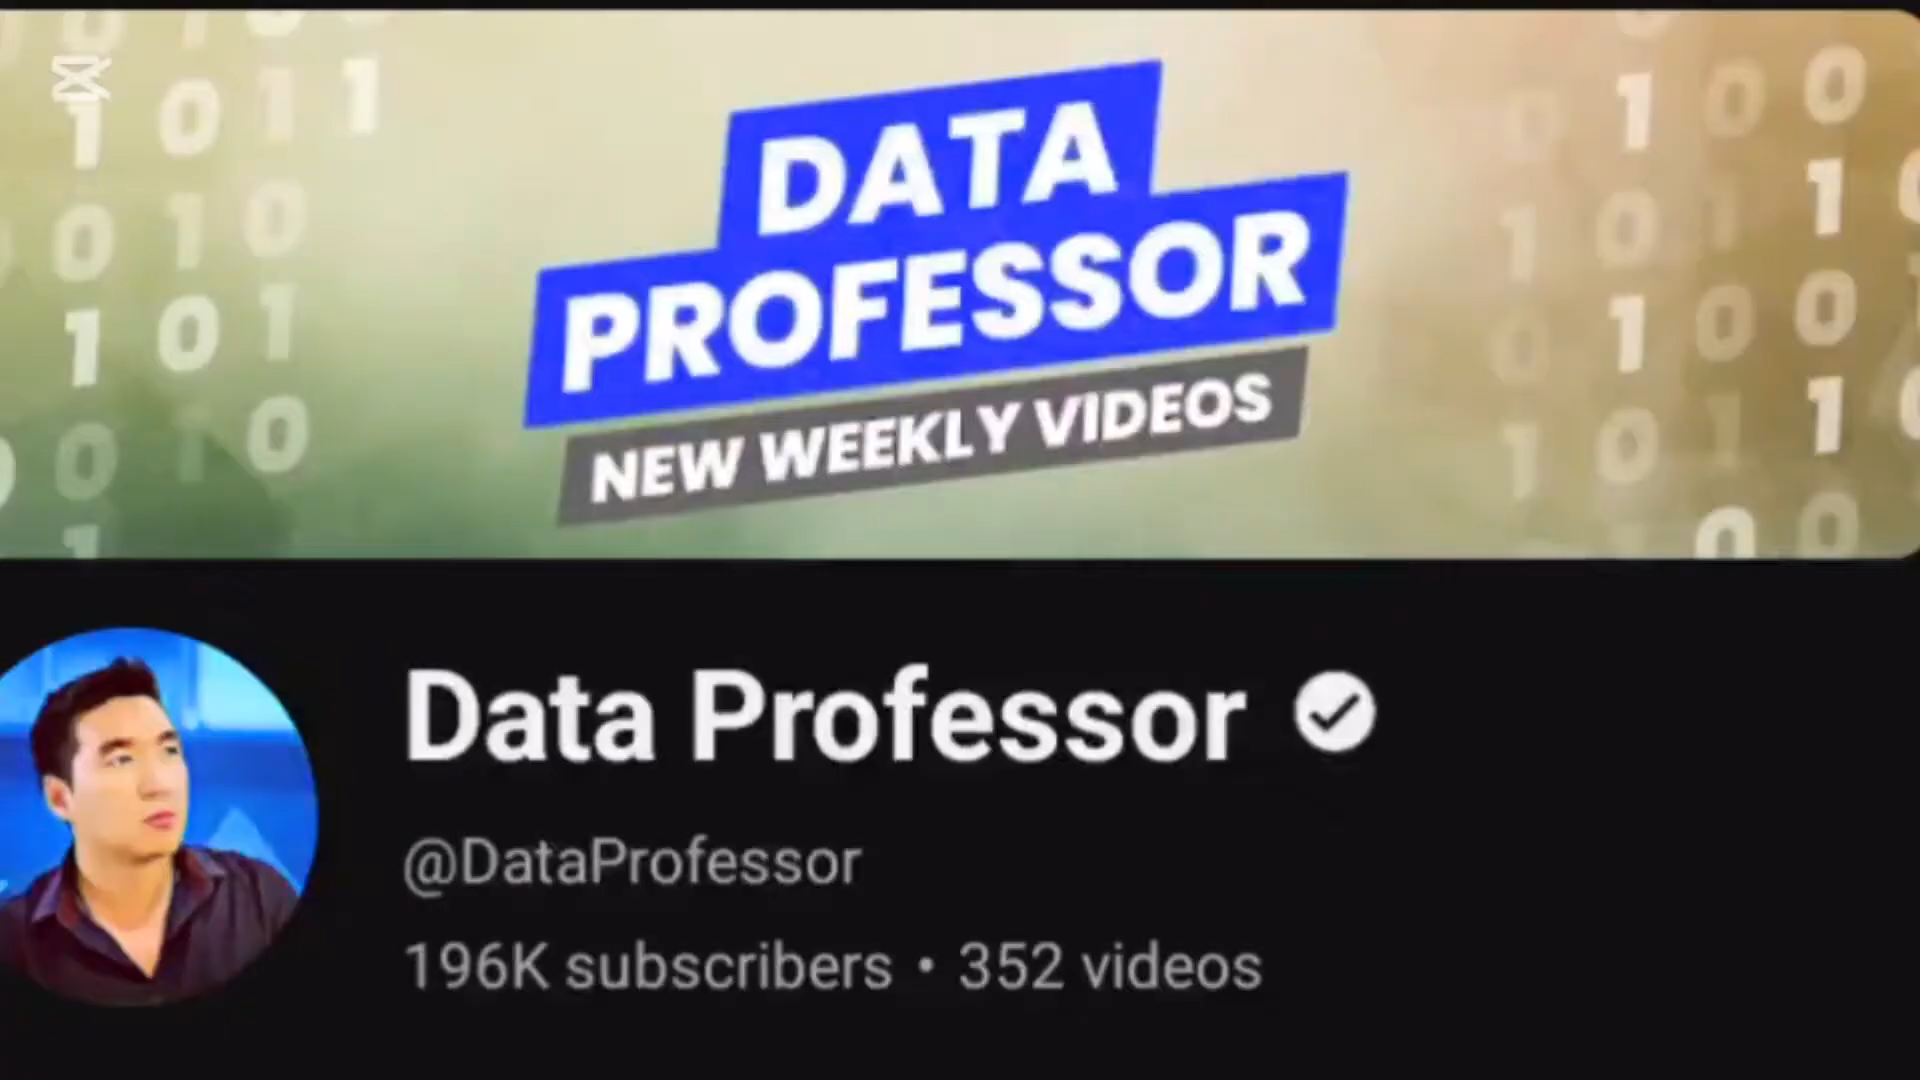 DATA
PROFESSOR
NEW WEEKLY VIDEOS
Data Professor
@DataProfessor
196K subscribers • 352 videos